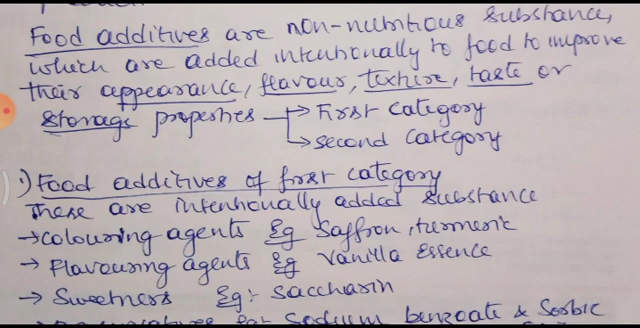 Food additives are non-nutritious substance,
which are added intentionally to food to improve
their appearance, flavour, texture, taste or
storage properties → First category
→ second category
1) Food additives of first category
These are intentionally added substance
→ colouring agents Eg Saffron, turmeric
→ Flavouring agents Eg Vanilla Essence
→ Sweetners Eg:- Saccharin
Sodium benzoate & Sorbic